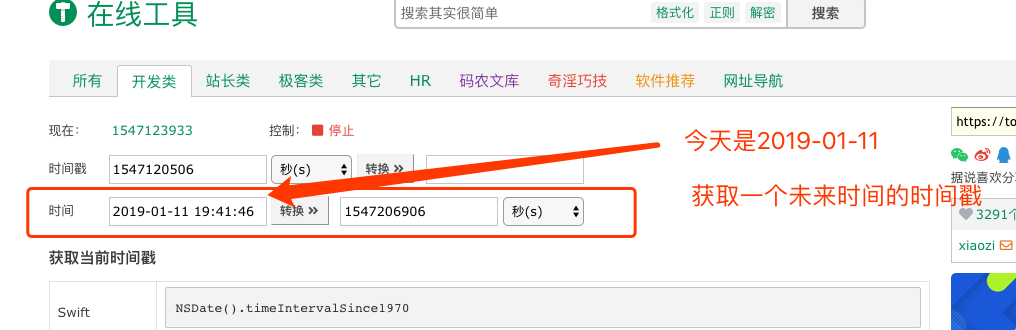 在线工具
搜索其实很简单 格式化 正则 解密 搜索
所有 开发类 站长类 极客类 其它 HR 码农文库 奇淫巧技 软件推荐 网址导航
现在: 1547123933 控制: 停止
https://to
今天是2019-01-11
时间戳 1547120506 秒(s) 转换 »
据说喜欢分
获取一个未来时间的时间戳
时间 2019-01-11 19:41:46 转换 » 1547206906 秒(s)
3291个
xiaozi
获取当前时间戳
Swift NSDate().timeIntervalSince1970